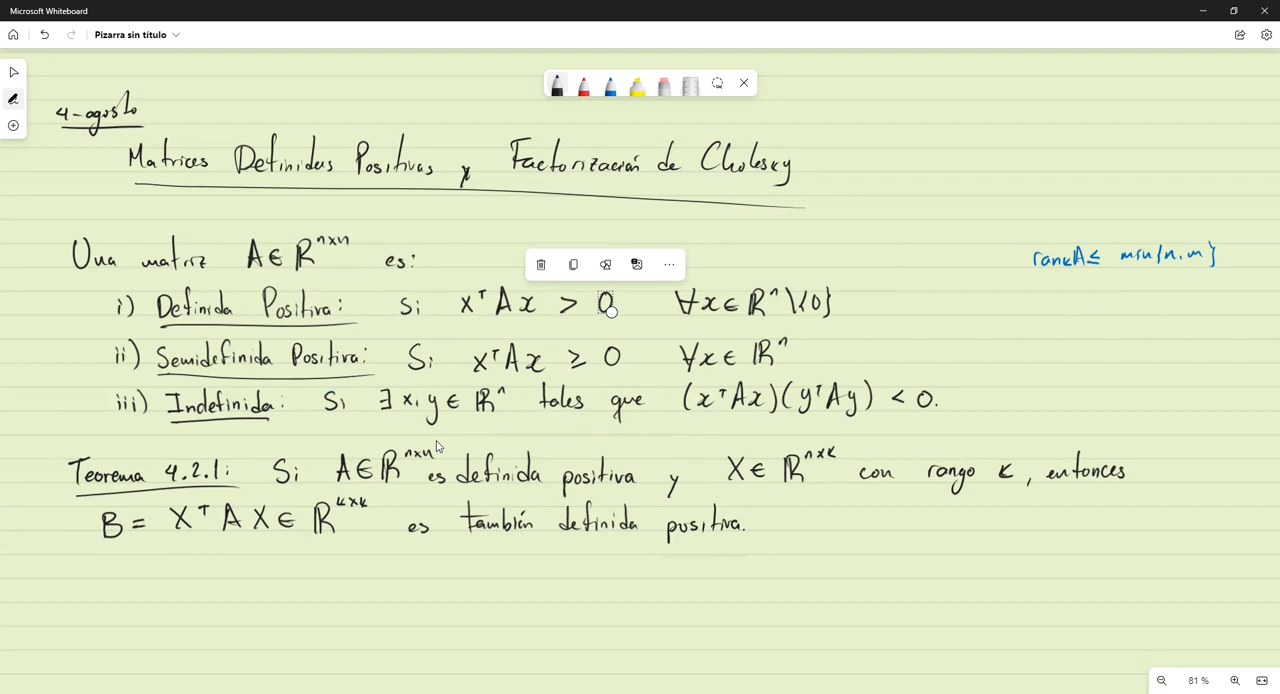 Microsoft Whiteboard
Pizarra sin título
4-agosto
Matrices Definidas Positivas y Factorización de Cholesky
Una matriz A ∈ ℝⁿˣⁿ es:
rank A ≤ min{n,m}
i) Definida Positiva: Si xᵀAx > 0 ∀x ∈ ℝⁿ\{0}
ii) Semidefinida Positiva: Si xᵀAx ≥ 0 ∀x ∈ ℝⁿ
iii) Indefinida: Si ∃ x, y ∈ ℝⁿ tales que (xᵀAx)(yᵀAy) < 0.
Teorema 4.2.1: Si A ∈ ℝⁿˣⁿ es definida positiva y X ∈ ℝⁿˣᵏ con rango k, entonces
B = XᵀAX ∈ ℝᵏˣᵏ es también definida positiva.
81 %